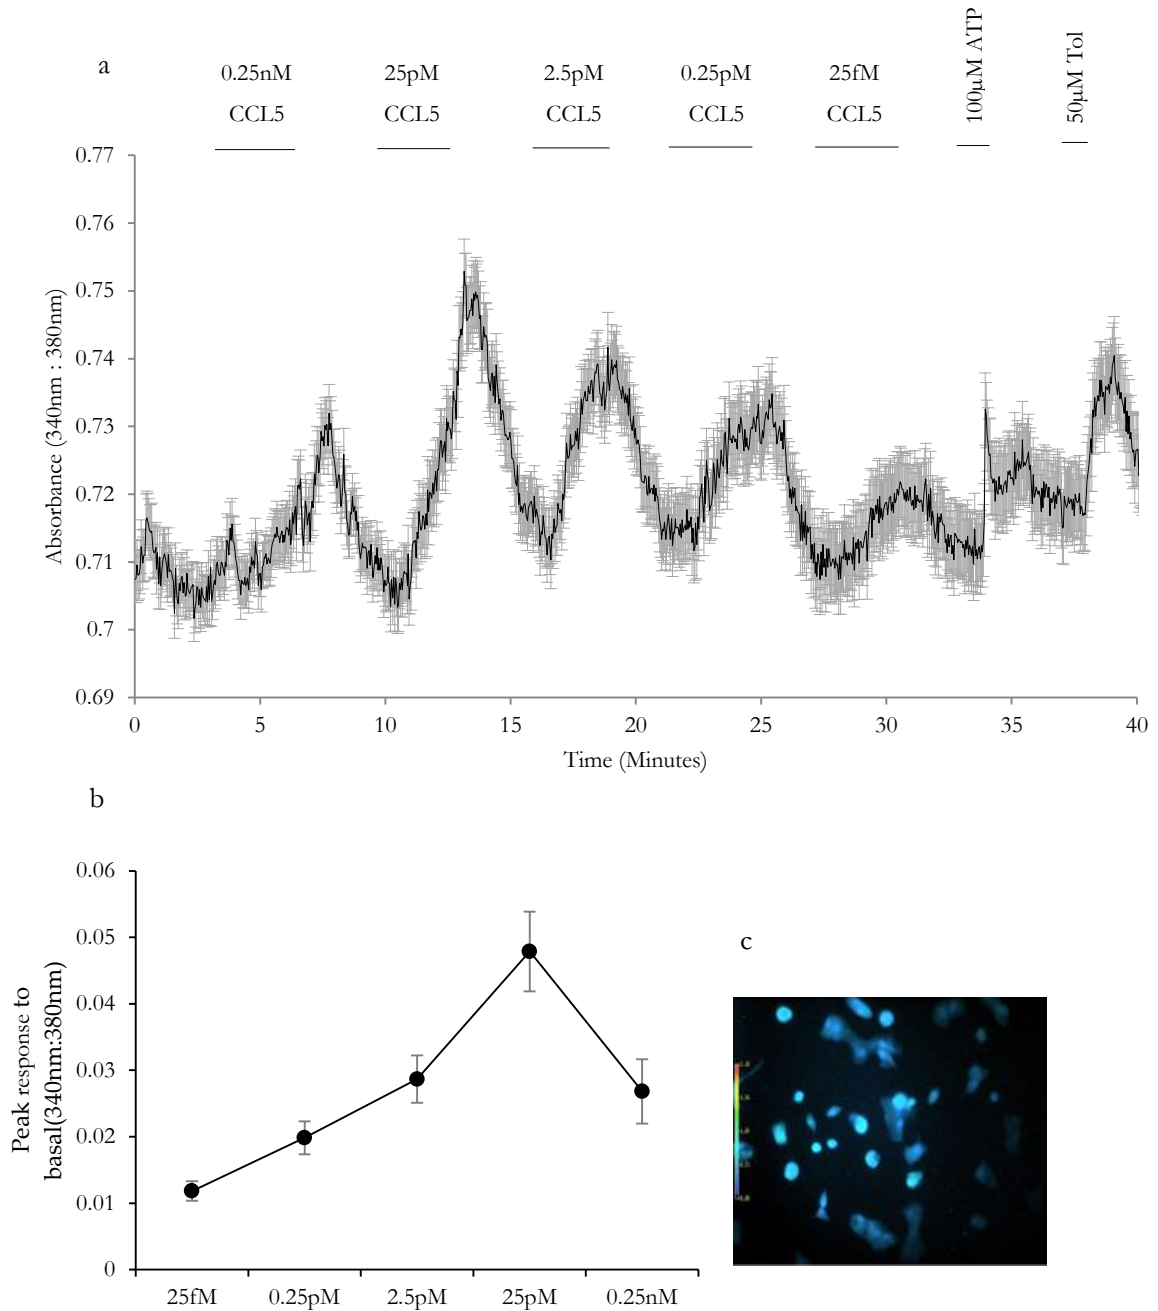 a
0.25nM
CCL5
25pM
CCL5
2.5pM
CCL5
0.25pM
CCL5
25fM
CCL5
100µM ATP
50µM Tol
0.77
0.76
0.75
0.74
0.73
0.72
0.71
0.7
0.69
Absorbance (340nm : 380nm)
0 5 10 15 20 25 30 35 40
Time (Minutes)
b
0.06
0.05
0.04
0.03
0.02
0.01
0
Peak response to
basal(340nm:380nm)
25fM 0.25pM 2.5pM 25pM 0.25nM
c